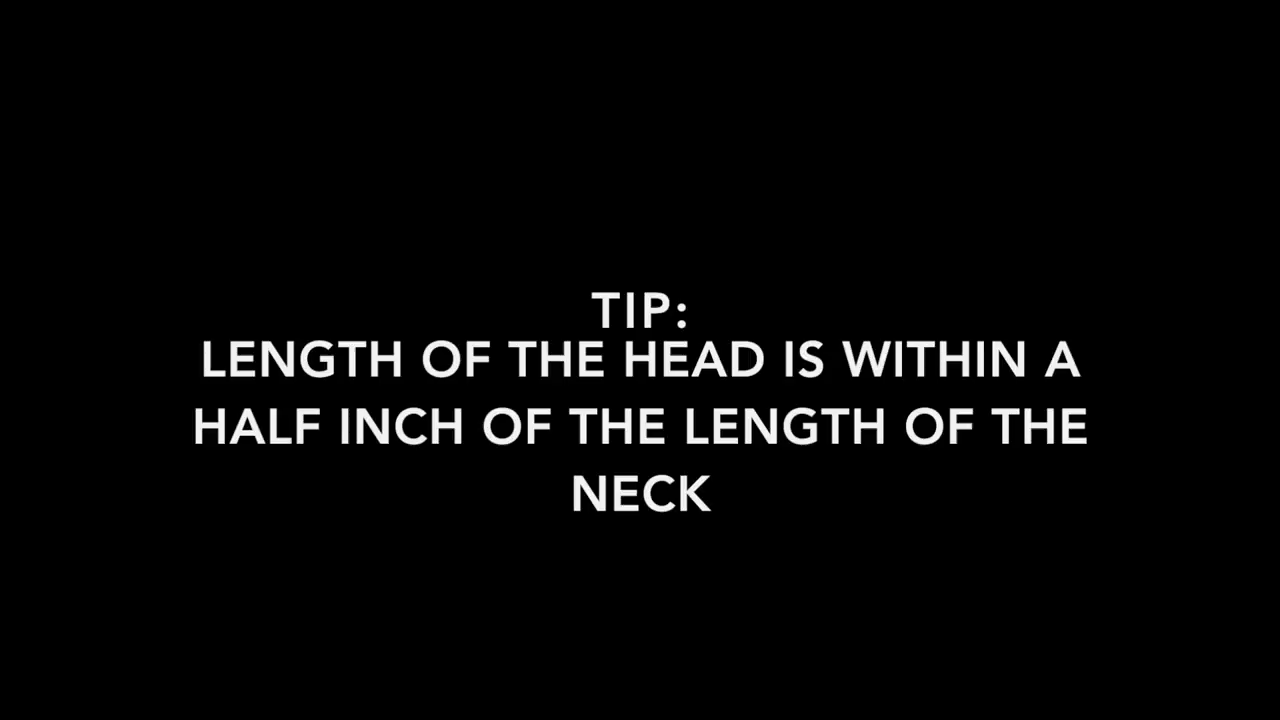 TIP:
LENGTH OF THE HEAD IS WITHIN A
HALF INCH OF THE LENGTH OF THE
NECK